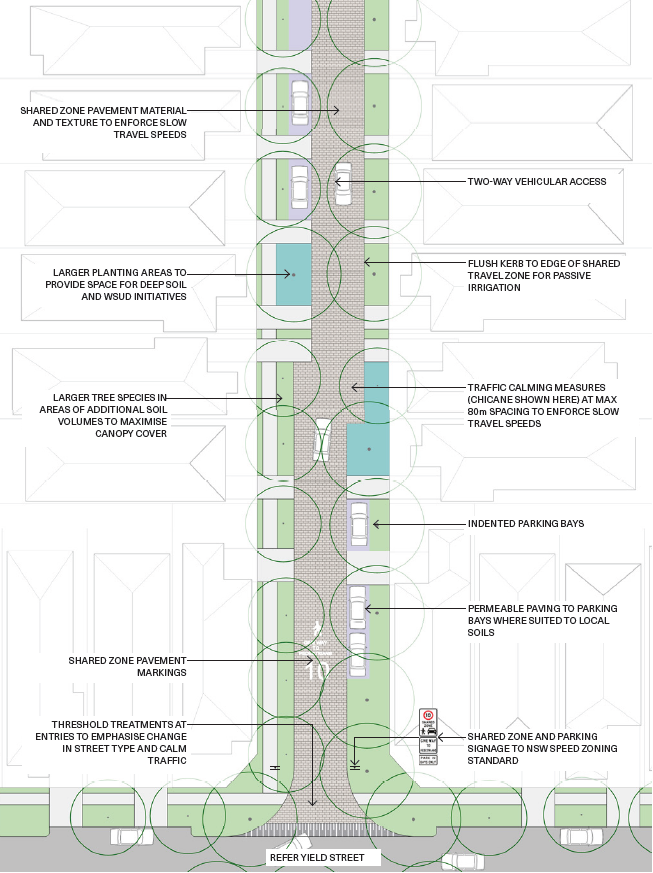 SHARED ZONE PAVEMENT MATERIAL
AND TEXTURE TO ENFORCE SLOW
TRAVEL SPEEDS
TWO-WAY VEHICULAR ACCESS
LARGER PLANTING AREAS TO
PROVIDE SPACE FOR DEEP SOIL
AND WSUD INITIATIVES
FLUSH KERB TO EDGE OF SHARED
TRAVEL ZONE FOR PASSIVE
IRRIGATION
LARGER TREE SPECIES IN
AREAS OF ADDITIONAL SOIL
VOLUMES TO MAXIMISE
CANOPY COVER
TRAFFIC CALMING MEASURES
(CHICANE SHOWN HERE) AT MAX
80m SPACING TO ENFORCE SLOW
TRAVEL SPEEDS
INDENTED PARKING BAYS
PERMEABLE PAVING TO PARKING
BAYS WHERE SUITED TO LOCAL
SOILS
SHARED ZONE PAVEMENT
MARKINGS
10
THRESHOLD TREATMENTS AT
ENTRIES TO EMPHASISE CHANGE
IN STREET TYPE AND CALM
TRAFFIC
10
SHARED
ZONE
SHARED ZONE AND PARKING
SIGNAGE TO NSW SPEED ZONING
STANDARD
REFER YIELD STREET